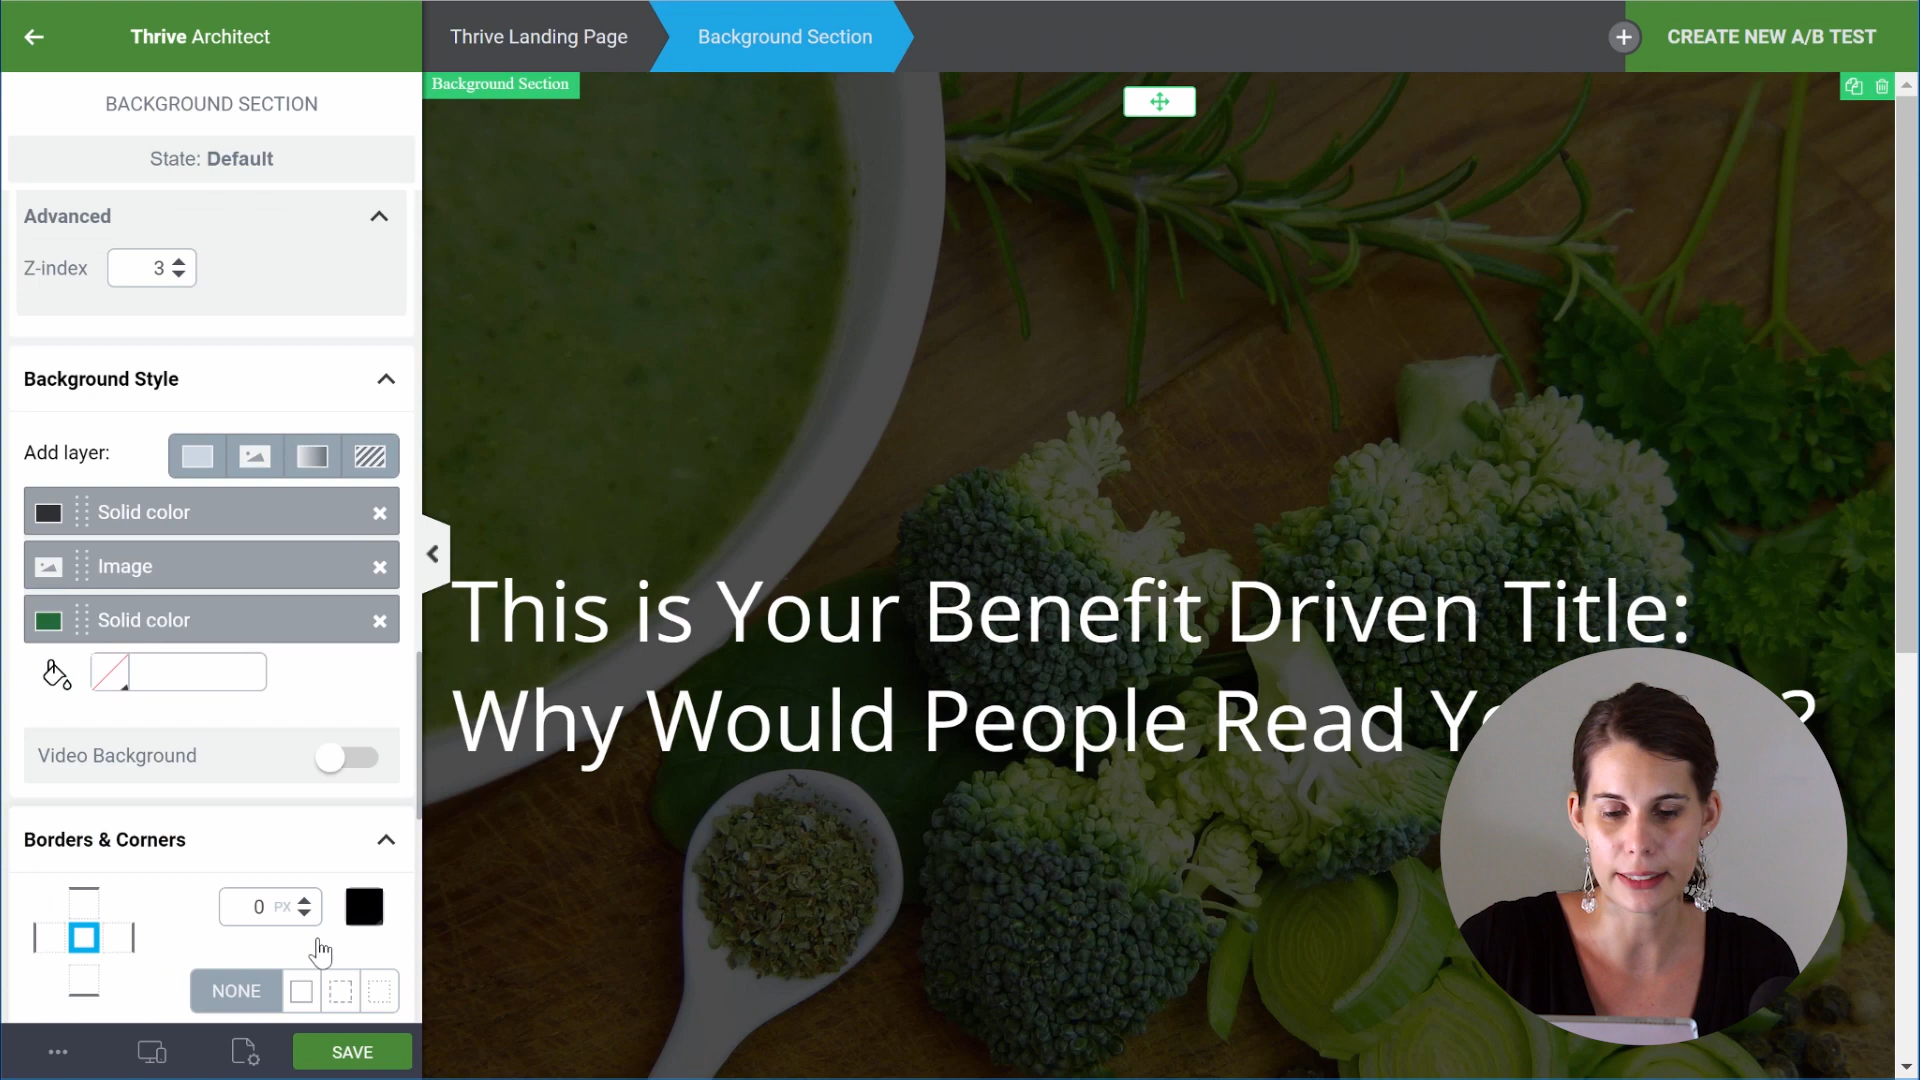 Thrive Architect
Thrive Landing Page
Background Section
CREATE NEW A/B TEST
BACKGROUND SECTION
Background Section
State: Default
Advanced
Z-index 3
Background Style
Add layer:
Solid color
Image
Solid color
Video Background
Borders & Corners
0 PX
NONE
SAVE
This is Your Benefit Driven Title:
Why Would People Read ?